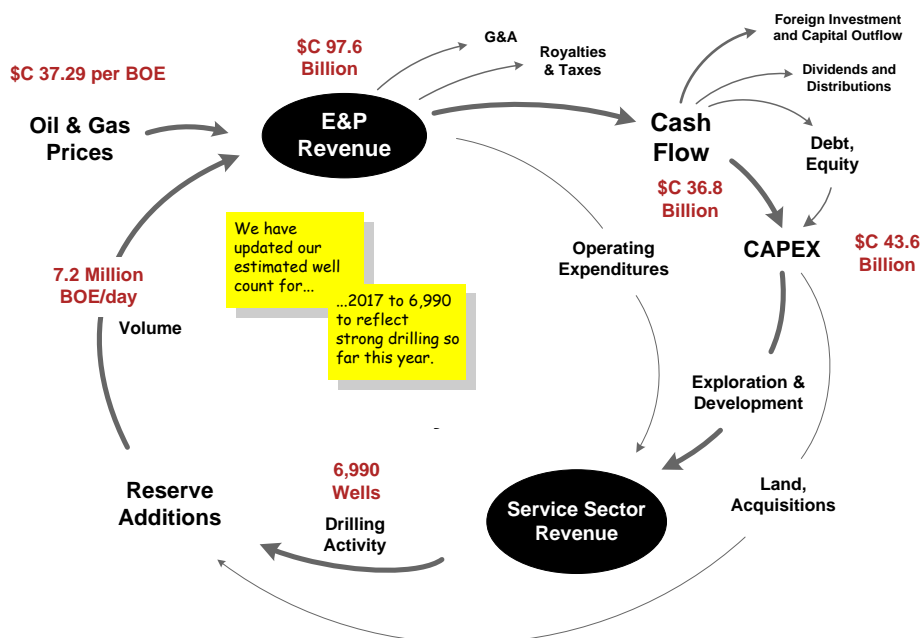 Foreign Investment
and Capital Outflow
G&A
$C 97.6
Billion
Royalties
& Taxes
$C 37.29 per BOE
Dividends and
Distributions
Oil & Gas
Prices
E&P
Revenue
Cash
Flow
Debt,
Equity
$C 36.8
Billion
We have
updated our
estimated well
count for...
...2017 to 6,990
to reflect
strong drilling so
far this year.
Operating
Expenditures
CAPEX
$C 43.6
Billion
7.2 Million
BOE/day
Volume
Exploration &
Development
6,990
Wells
Reserve
Additions
Drilling
Activity
Service Sector
Revenue
Land,
Acquisitions